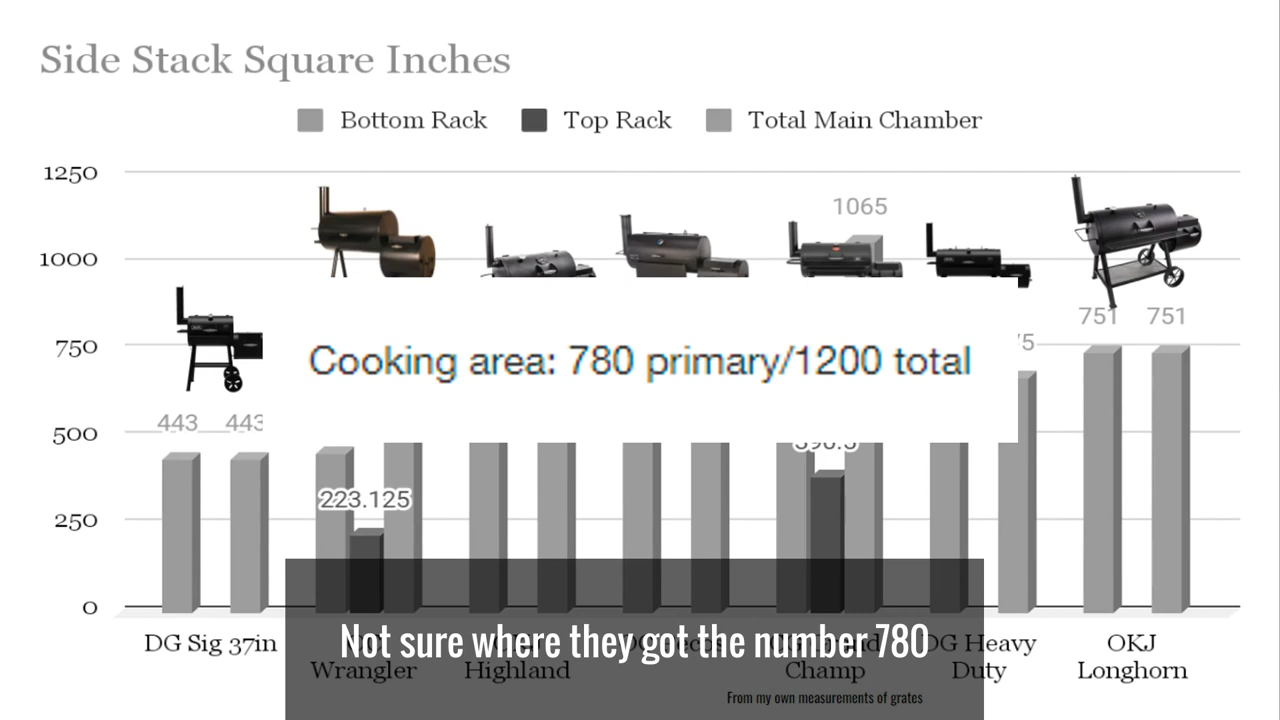 Side Stack Square Inches
Bottom Rack Top Rack Total Main Chamber
1250
1065
1000
751 751
750
Cooking area: 780 primary/1200 total
443 443
500
223.125
250
0
DG Sig 37in DG Heavy OKJ
Not sure where they got the number 780
Wrangler Highland Champ Duty Longhorn
From my own measurements of grates